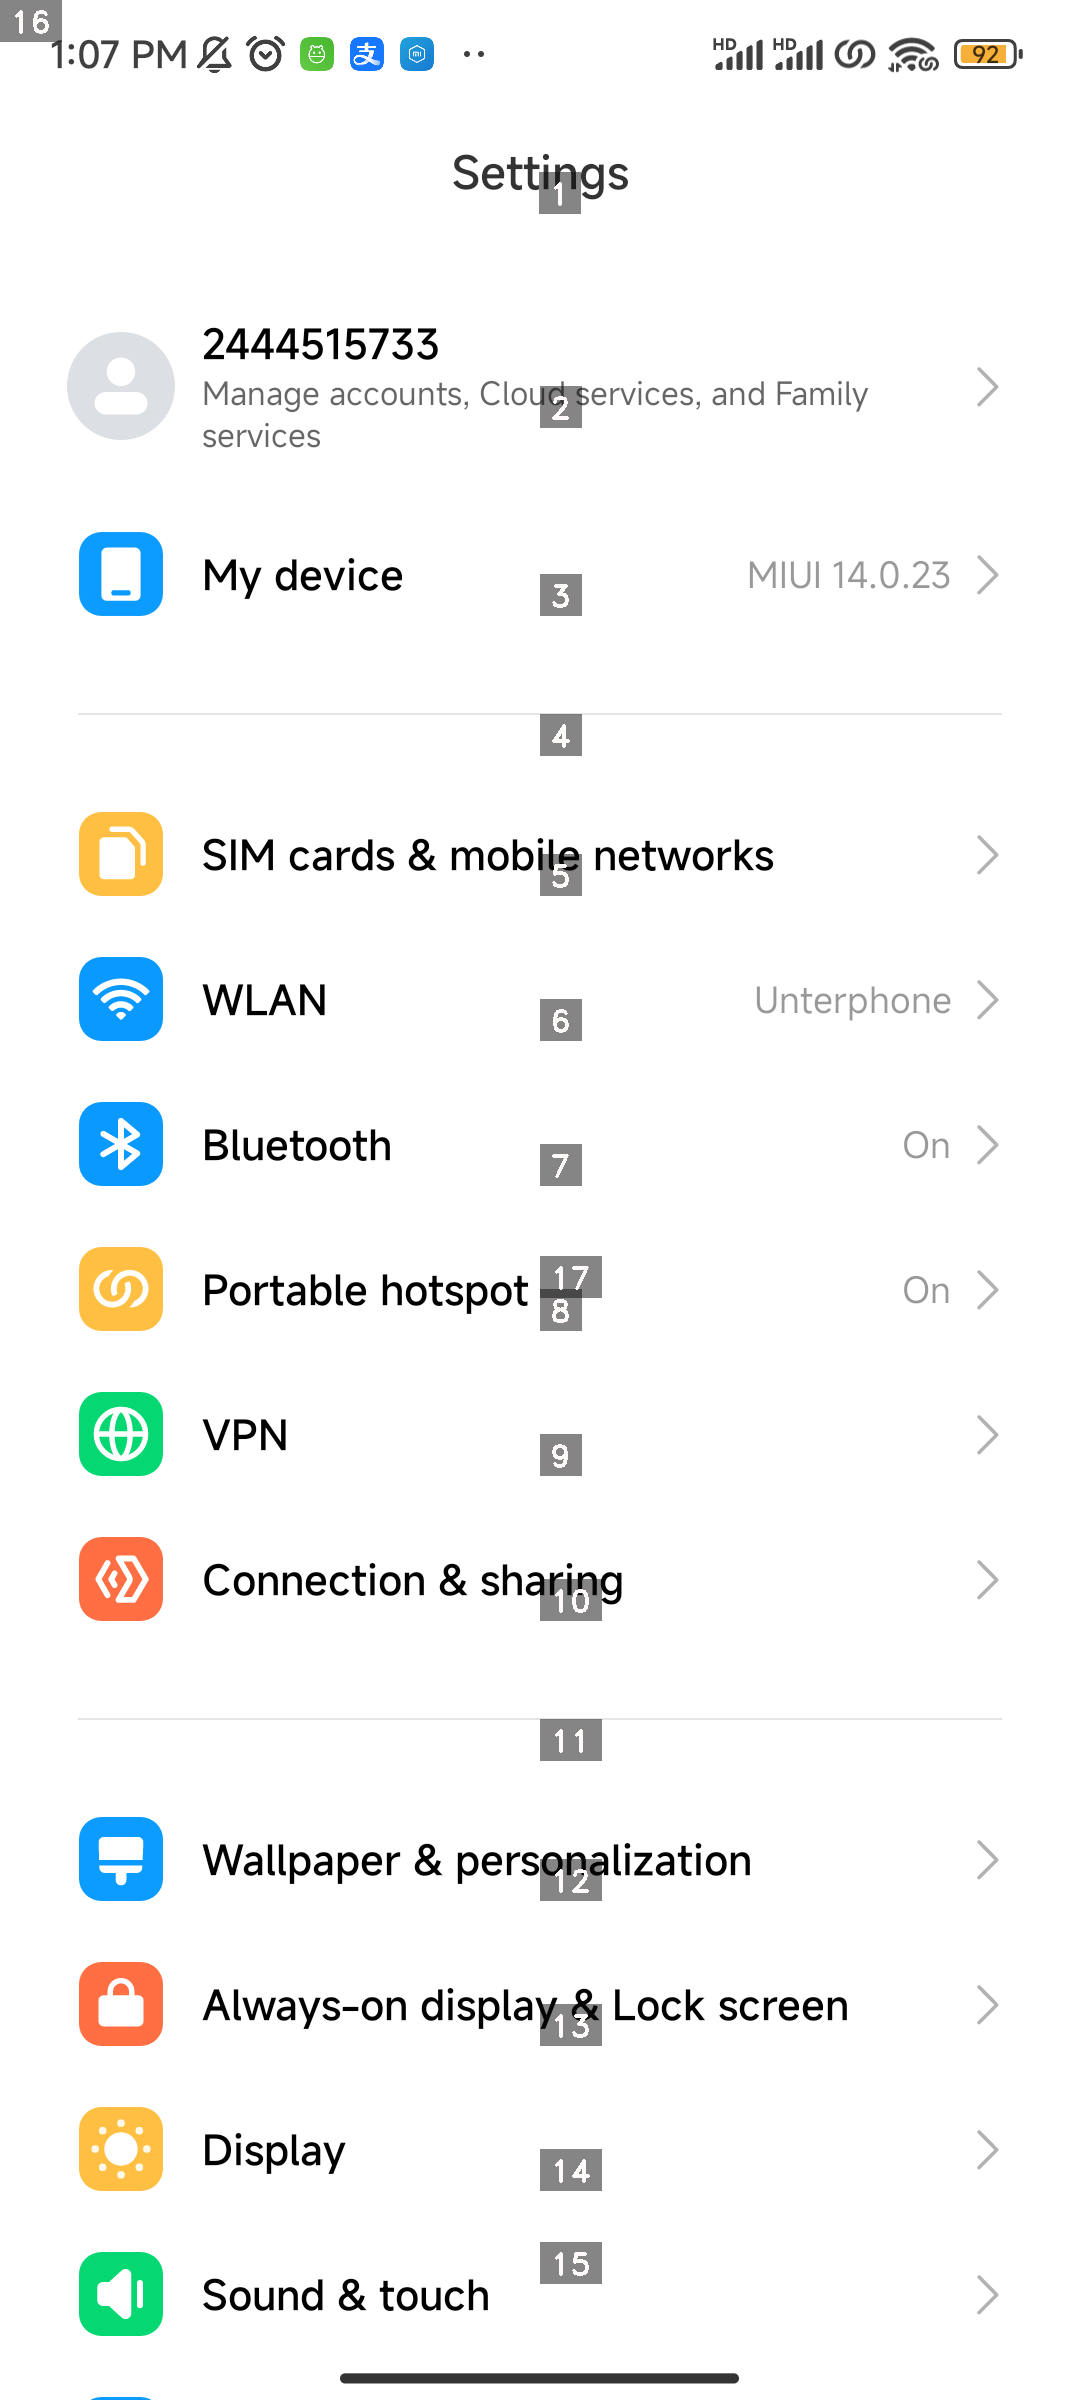 16
1:07 PM
支
HD
HD
92
Settings
1
2444515733
Manage accounts, Cloud services, and Family
services
2
My device
3
MIUI 14.0.23
4
SIM cards & mobile networks
5
WLAN
6
Unterphone
Bluetooth
7
On
17
Portable hotspot
8
On
VPN
9
Connection & sharing
10
11
Wallpaper & personalization
12
Always-on display & Lock screen
13
Display
14
15
Sound & touch